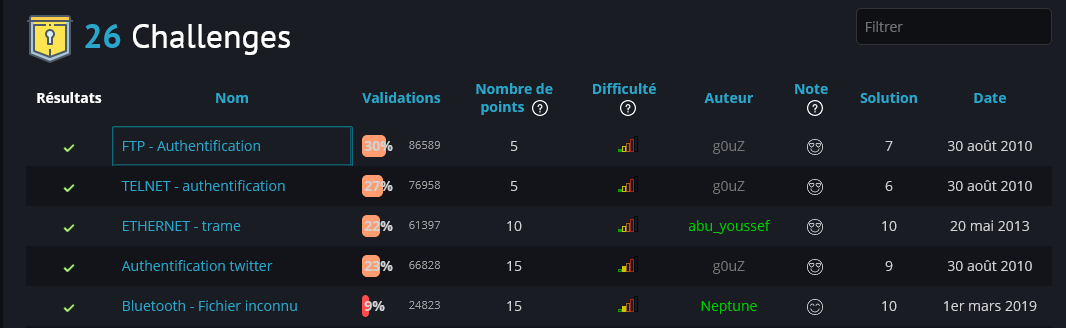 26 Challenges
Filtrer
Résultats Nom Validations Nombre de points ? Difficulté ? Auteur Note ? Solution Date
FTP - Authentification 30% 86589 5 g0uZ 7 30 août 2010
TELNET - authentification 27% 76958 5 g0uZ 6 30 août 2010
ETHERNET - trame 22% 61397 10 abu_youssef 10 20 mai 2013
Authentification twitter 23% 66828 15 g0uZ 9 30 août 2010
Bluetooth - Fichier inconnu 9% 24823 15 Neptune 10 1er mars 2019